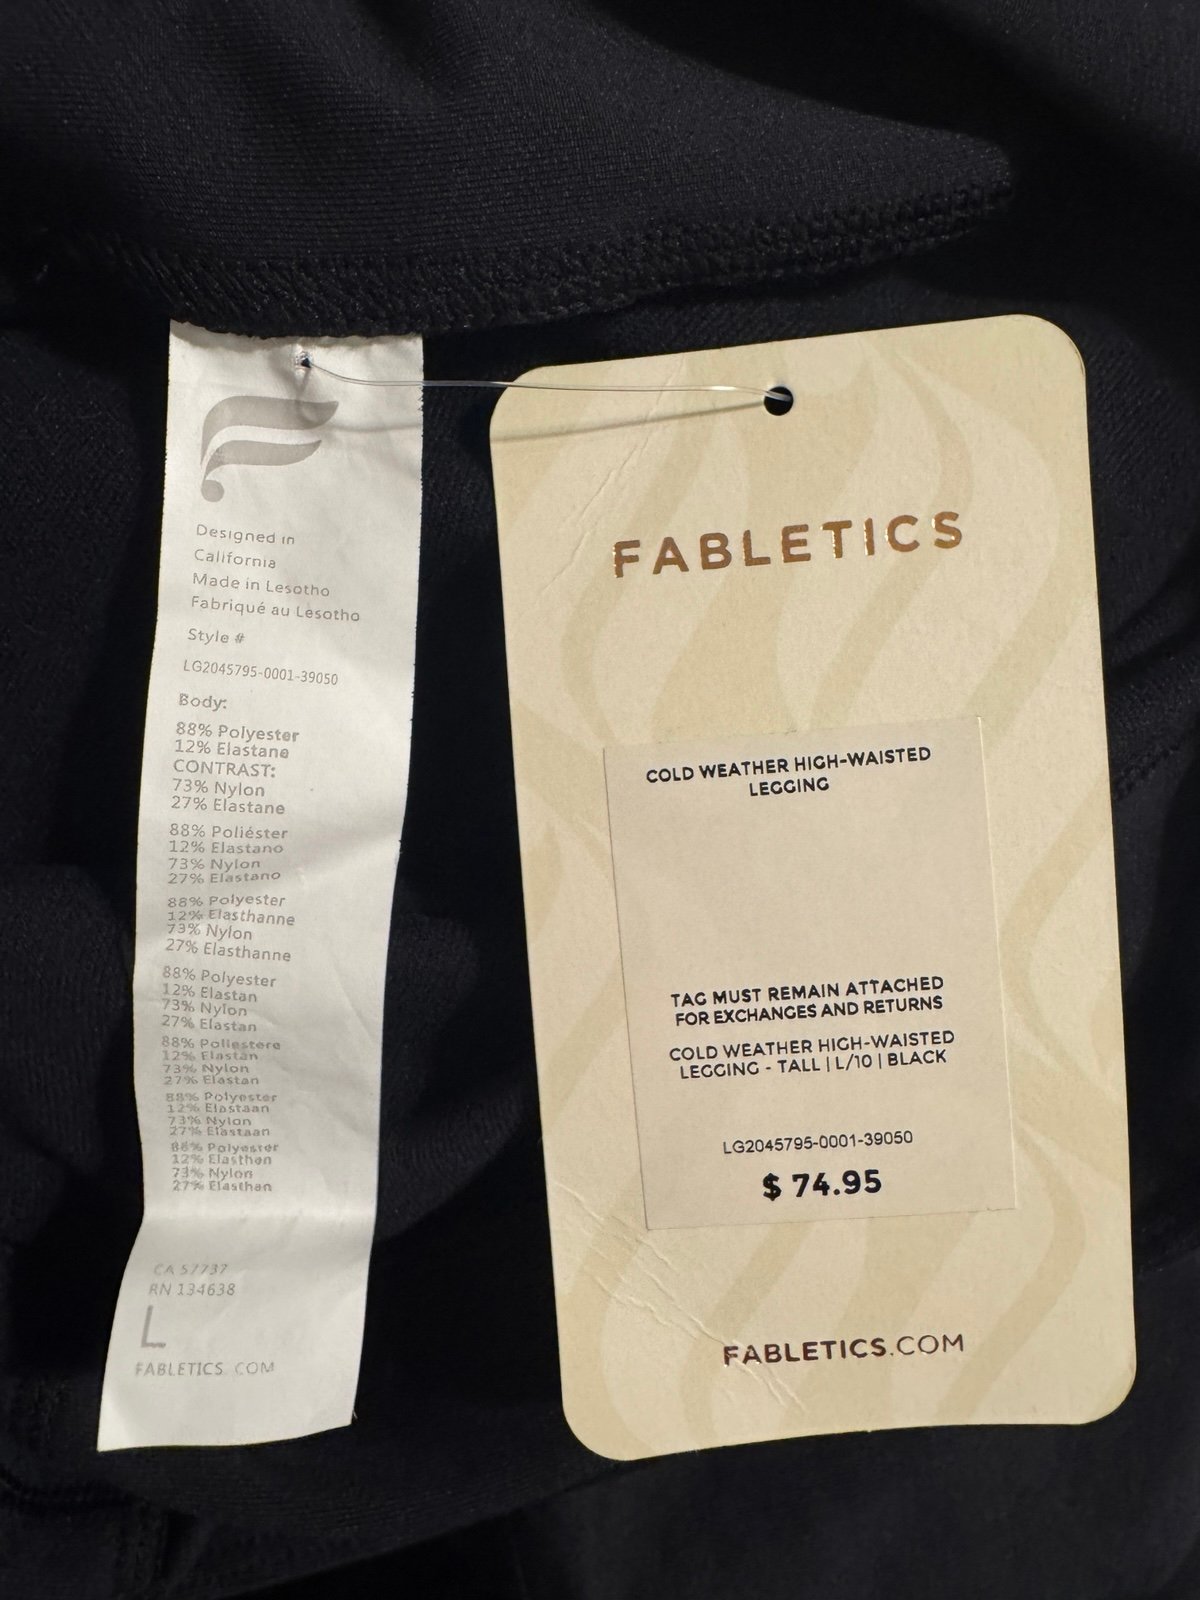 Designed in
California
Made in Lesotho
Fabriqué au Lesotho
Style #
LG2045795-0001-39050
Body:
88% Polyester
12% Elastane
CONTRAST:
73% Nylon
27% Elastane
88% Poliéster
12% Elastano
73% Nylon
27% Elastano
88% Polyester
12% Elasthanne
73% Nylon
27% Elasthanne
88% Polyester
12% Elastan
73% Nylon
27% Elastan
88% Poliestere
12% Elastan
73% Nylon
27% Elastan
88% Polyester
12% Elastaan
73% Nylon
27% Elastaan
88% Polyester
12% Elasthan
73% Nylon
27% Elasthan
CA 57737
RN 134638
L
FABLETICS. COM
FABLETICS
COLD WEATHER HIGH-WAISTED
LEGGING
TAG MUST REMAIN ATTACHED
FOR EXCHANGES AND RETURNS
COLD WEATHER HIGH-WAISTED
LEGGING - TALL | L/10 | BLACK
LG2045795-0001-39050
$ 74.95
FABLETICS.COM